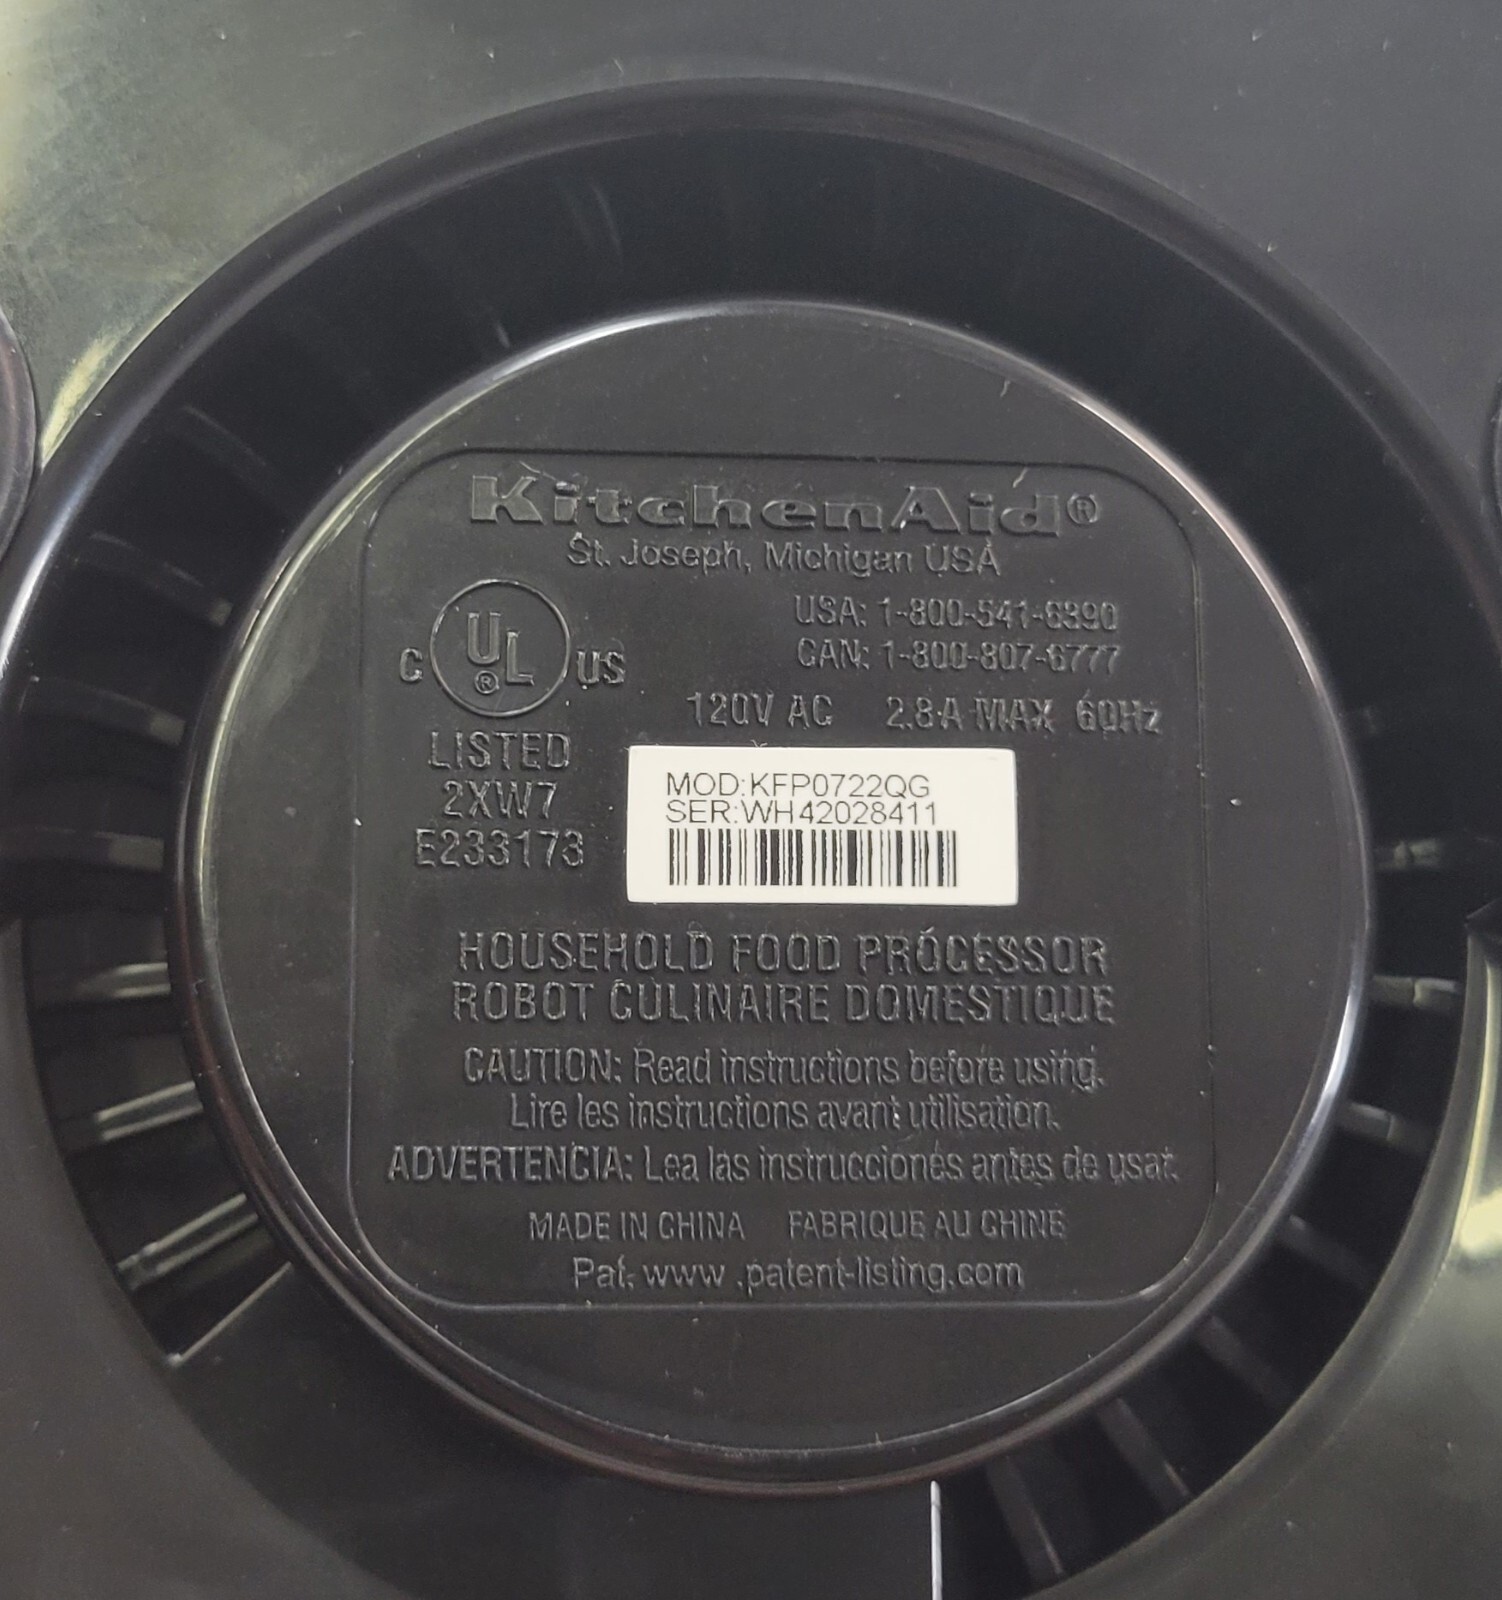 KitchenAid®
St. Joseph, Michigan USA
C UL® US
LISTED
2XW7
E233173
USA: 1-800-541-6390
CAN: 1-800-807-6777
120V AC 2.8A MAX 60Hz
MOD:KFP0722QG
SER:WH42028411
HOUSEHOLD FOOD PROCESSOR
ROBOT CULINAIRE DOMESTIQUE
CAUTION: Read instructions before using.
Lire les instructions avant utilisation.
ADVERTENCIA: Lea las instrucciones antes de usar.
MADE IN CHINA FABRIQUE AU CHINE
Pat. www .patent-listing.com